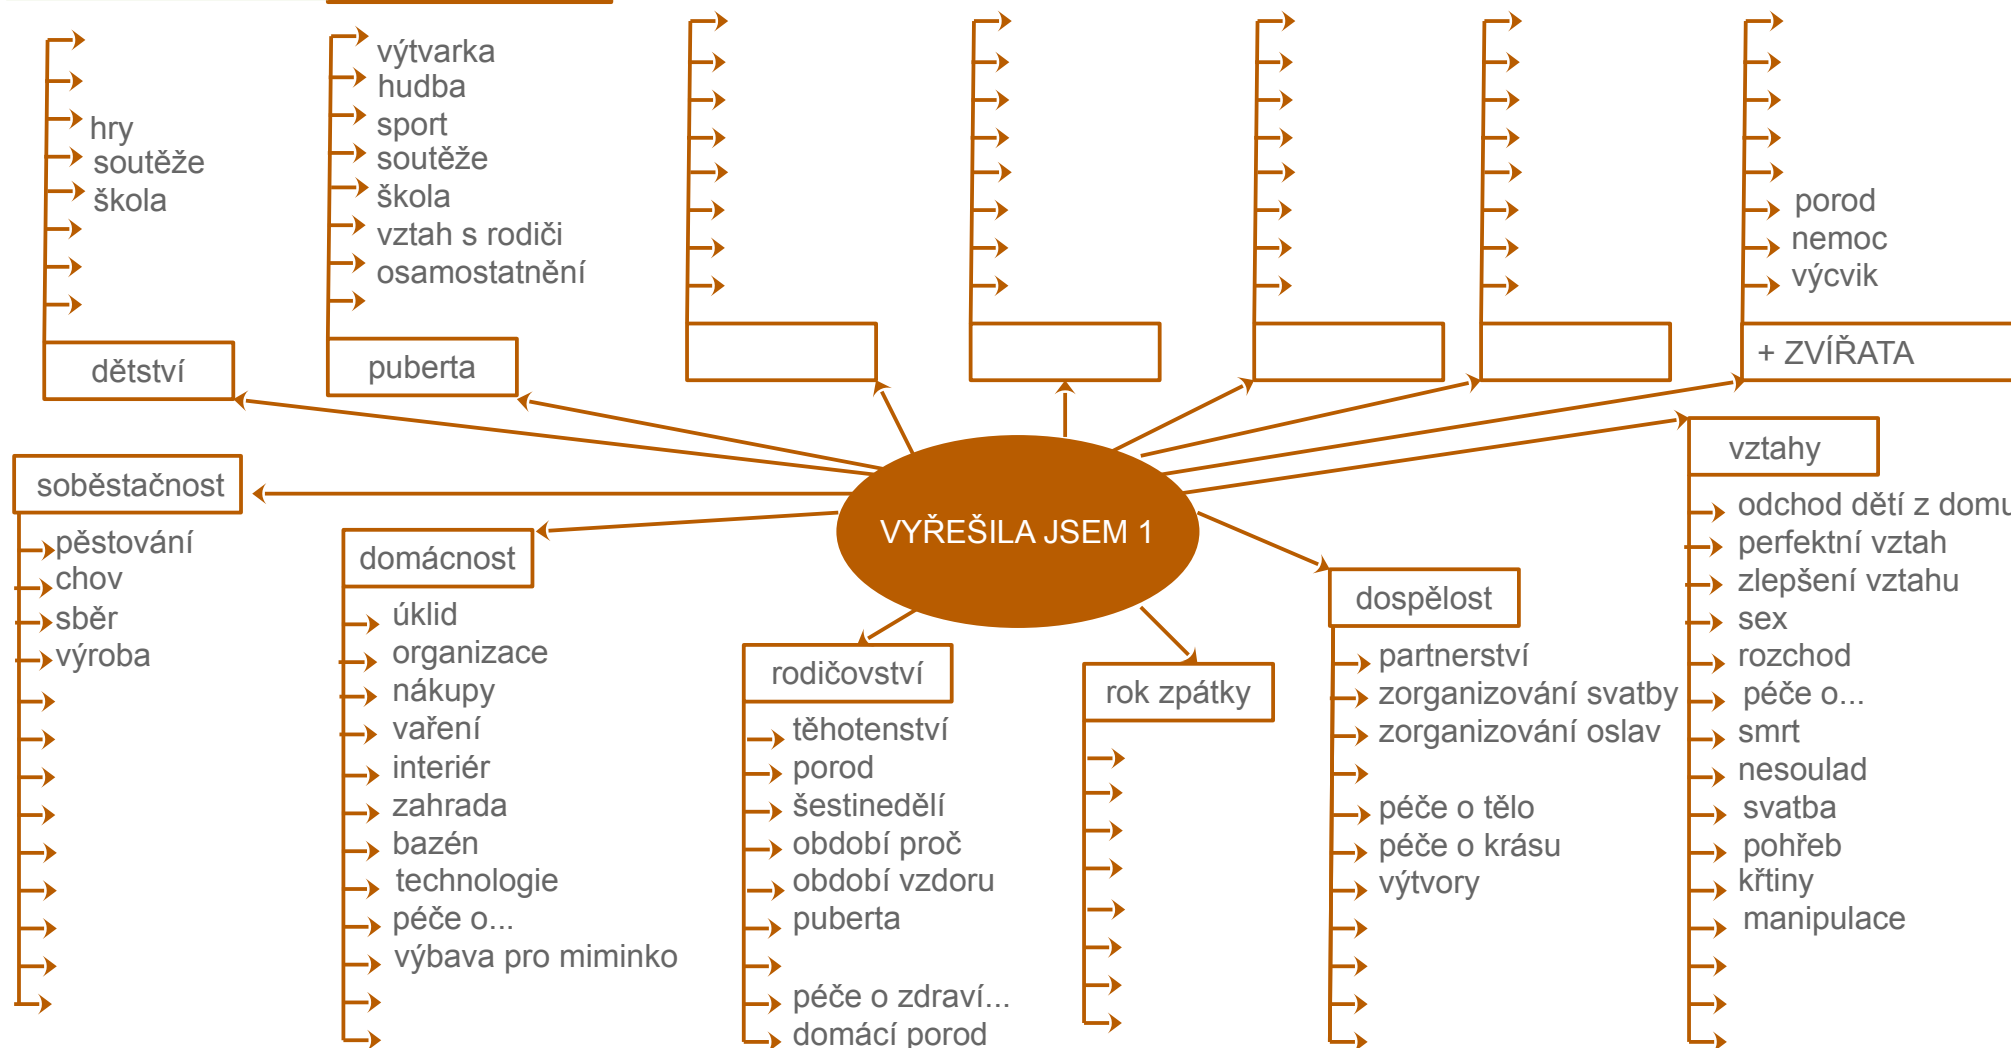 hry
soutěže
škola
dětství
výtvarka
hudba
sport
soutěže
škola
vztah s rodiči
osamostatnění
puberta
porod
nemoc
výcvik
+ ZVÍŘATA
VYŘEŠILA JSEM 1
soběstačnost
pěstování
chov
sběr
výroba
domácnost
úklid
organizace
nákupy
vaření
interiér
zahrada
bazén
technologie
péče o...
výbava pro miminko
rodičovství
těhotenství
porod
šestinedělí
období proč
období vzdoru
puberta
péče o zdraví...
domácí porod
rok zpátky
dospělost
partnerství
zorganizování svatby
zorganizování oslav
péče o tělo
péče o krásu
výtvory
vztahy
odchod dětí z domu
perfektní vztah
zlepšení vztahu
sex
rozchod
péče o...
smrt
nesoulad
svatba
pohřeb
křtiny
manipulace